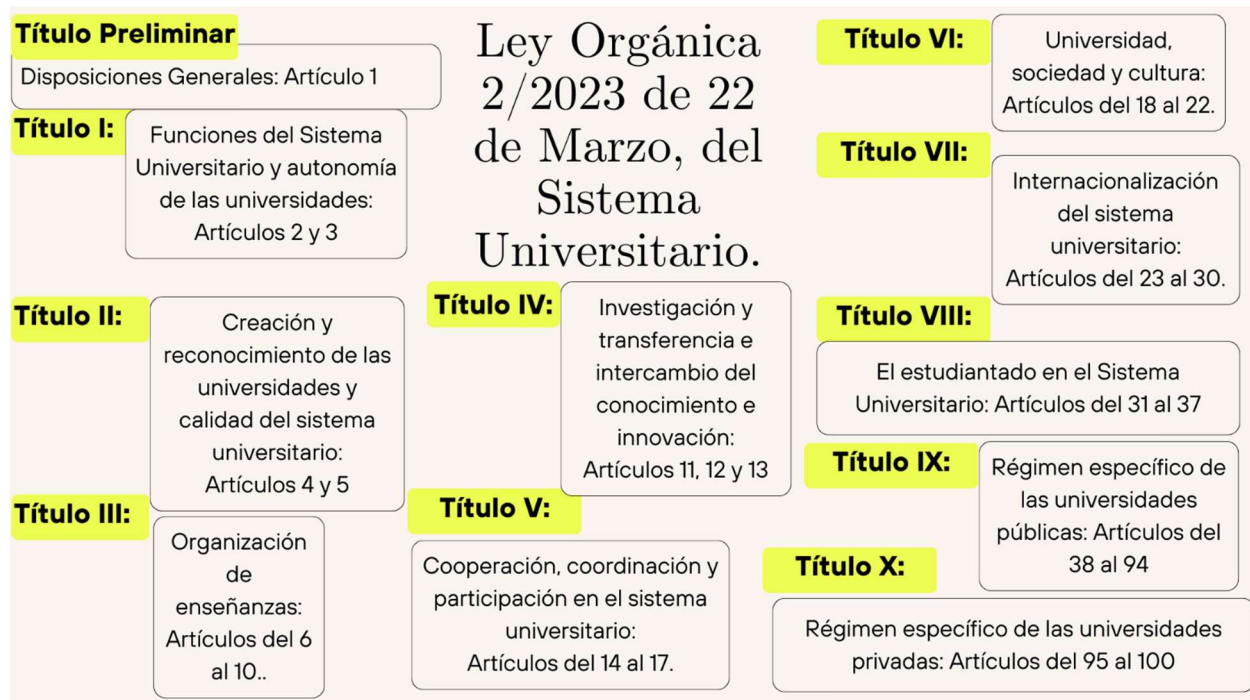 Ley Orgánica
2/2023 de 22
de Marzo, del
Sistema
Universitario.
Título Preliminar
Disposiciones Generales: Artículo 1
Título I:
Funciones del Sistema
Universitario y autonomía
de las universidades:
Artículos 2 y 3
Título II:
Creación y
reconocimiento de las
universidades y
calidad del sistema
universitario:
Artículos 4 y 5
Título III:
Organización
de
enseñanzas:
Artículos del 6
al 10..
Título IV:
Investigación y
transferencia e
intercambio del
conocimiento e
innovación:
Artículos 11, 12 y 13
Título V:
Cooperación, coordinación y
participación en el sistema
universitario:
Artículos del 14 al 17.
Título VI:
Universidad,
sociedad y cultura:
Artículos del 18 al 22.
Título VII:
Internacionalización
del sistema
universitario:
Artículos del 23 al 30.
Título VIII:
El estudiantado en el Sistema
Universitario: Artículos del 31 al 37
Título IX:
Régimen específico de
las universidades
públicas: Artículos del
38 al 94
Título X:
Régimen específico de las universidades
privadas: Artículos del 95 al 100